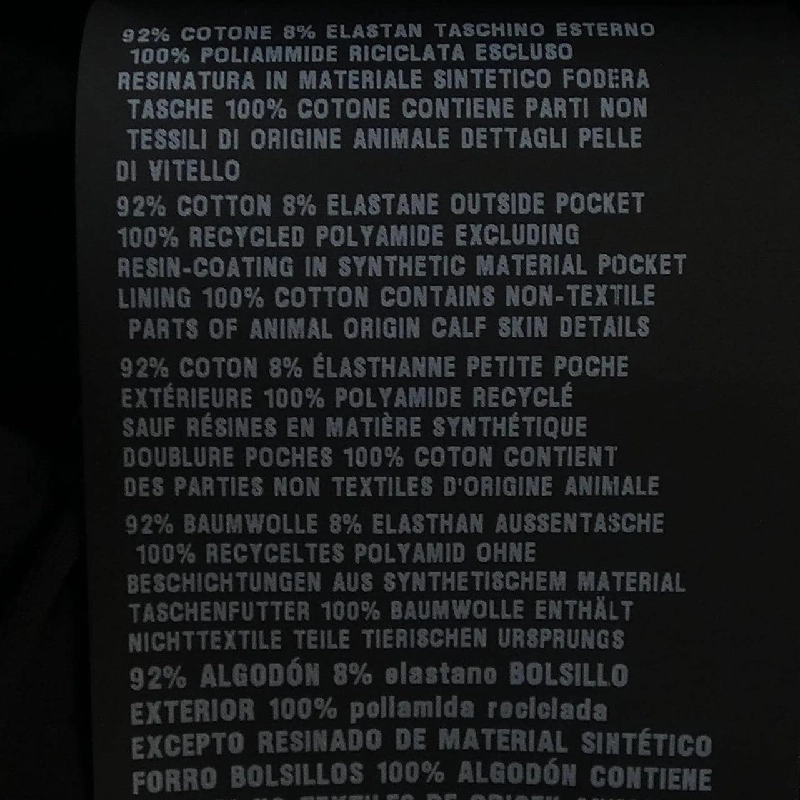 92% COTONE 8% ELASTAN TASCHINO ESTERNO
100% POLIAMMIDE RICICLATA ESCLUSO
RESINATURA IN MATERIALE SINTETICO FODERA
TASCHE 100% COTONE CONTIENE PARTI NON
TESSILI DI ORIGINE ANIMALE DETTAGLI PELLE
DI VITELLO
92% COTTON 8% ELASTANE OUTSIDE POCKET
100% RECYCLED POLYAMIDE EXCLUDING
RESIN-COATING IN SYNTHETIC MATERIAL POCKET
LINING 100% COTTON CONTAINS NON-TEXTILE
PARTS OF ANIMAL ORIGIN CALF SKIN DETAILS
92% COTON 8% ÉLASTHANNE PETITE POCHE
EXTÉRIEURE 100% POLYAMIDE RECYCLÉ
SAUF RÉSINES EN MATIÈRE SYNTHÉTIQUE
DOUBLURE POCHES 100% COTON CONTIENT
DES PARTIES NON TEXTILES D'ORIGINE ANIMALE
92% BAUMWOLLE 8% ELASTHAN AUSSENTASCHE
100% RECYCELTES POLYAMID OHNE
BESCHICHTUNGEN AUS SYNTHETISCHEM MATERIAL
TASCHENFUTTER 100% BAUMWOLLE ENTHÄLT
NICHTTEXTILE TEILE TIERISCHEN URSPRUNGS
92% ALGODÓN 8% elastano BOLSILLO
EXTERIOR 100% poliamida reciclada
EXCEPTO RESINADO DE MATERIAL SINTÉTICO
FORRO BOLSILLOS 100% ALGODÓN CONTIENE